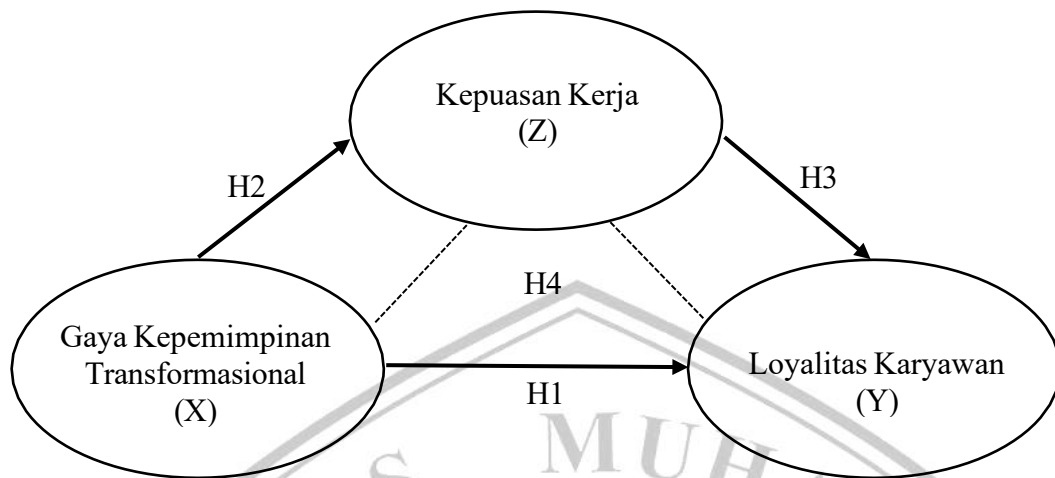 Kepuasan Kerja
(Z)
H2
H3
H4
Gaya Kepemimpinan
Transformasional
(X)
H1
Loyalitas Karyawan
(Y)
S MUH